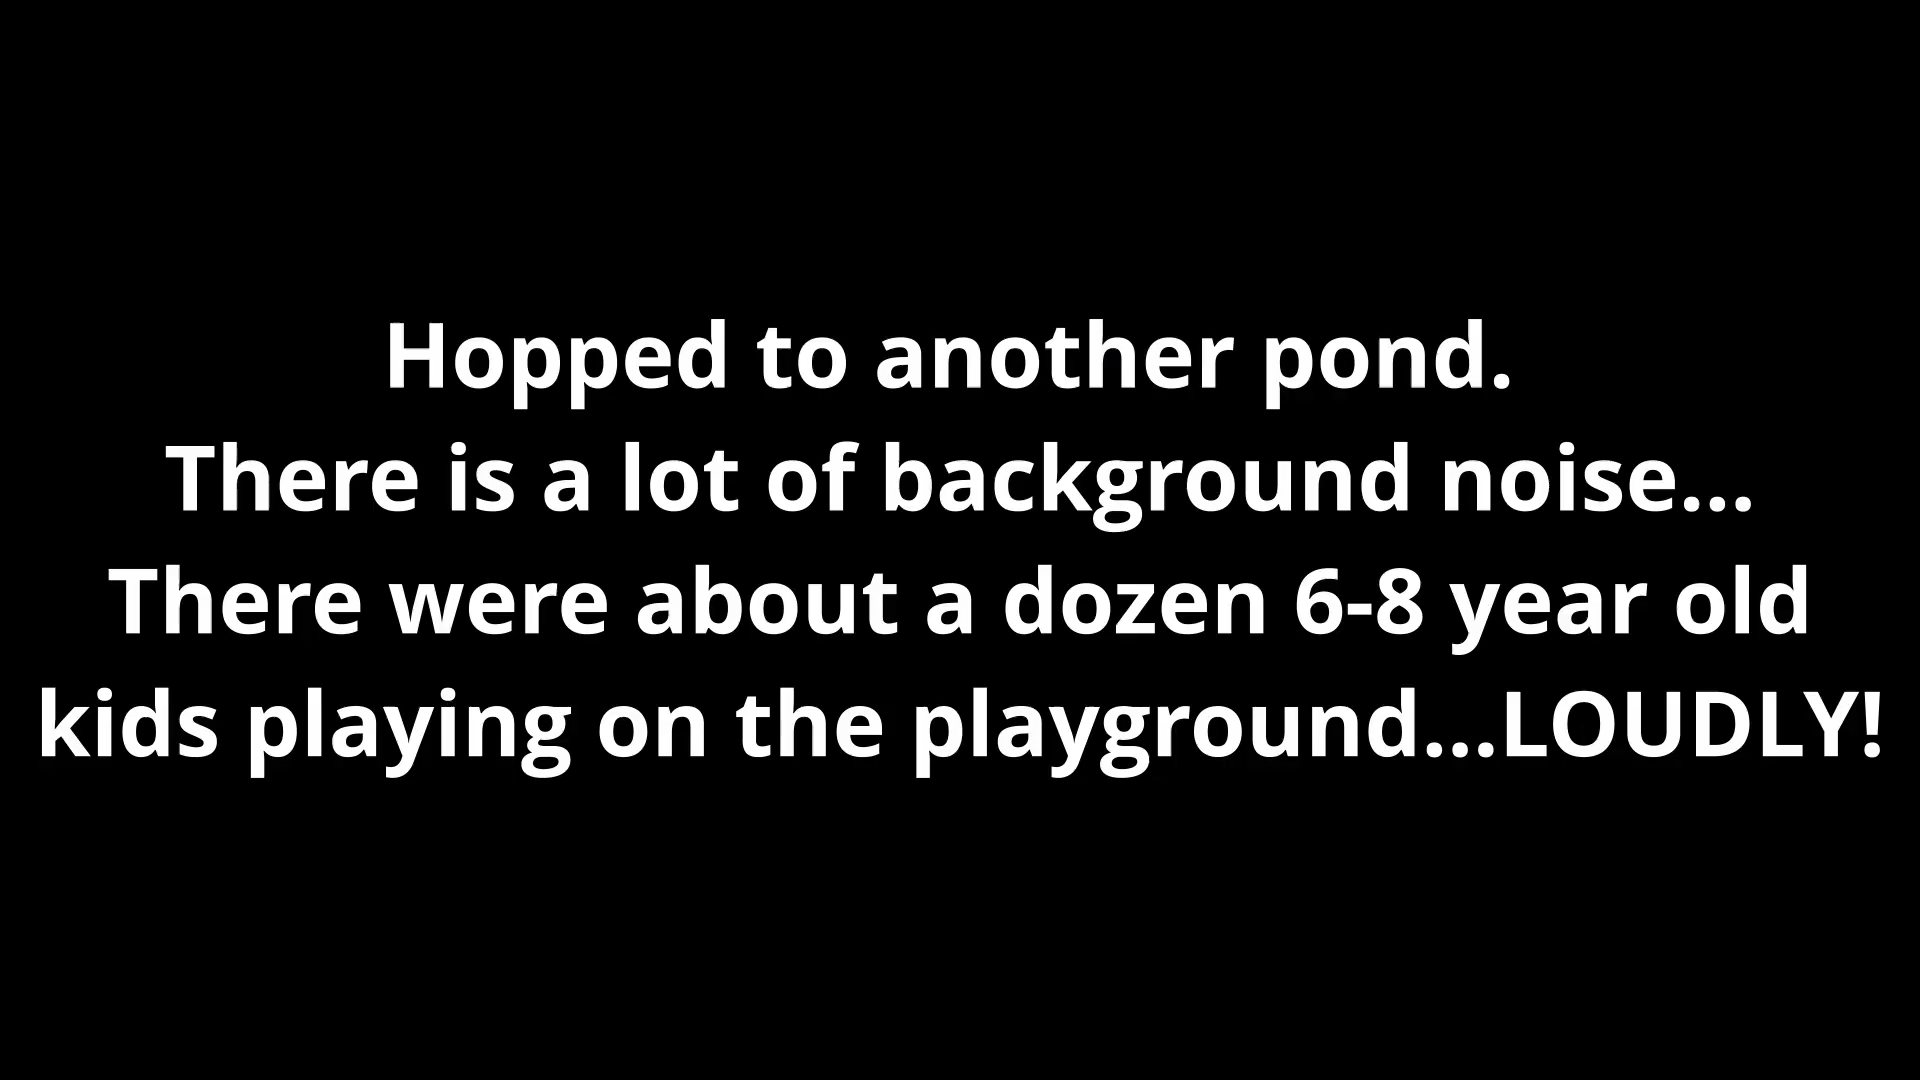 Hopped to another pond.
There is a lot of background noise...
There were about a dozen 6-8 year old
kids playing on the playground...LOUDLY!